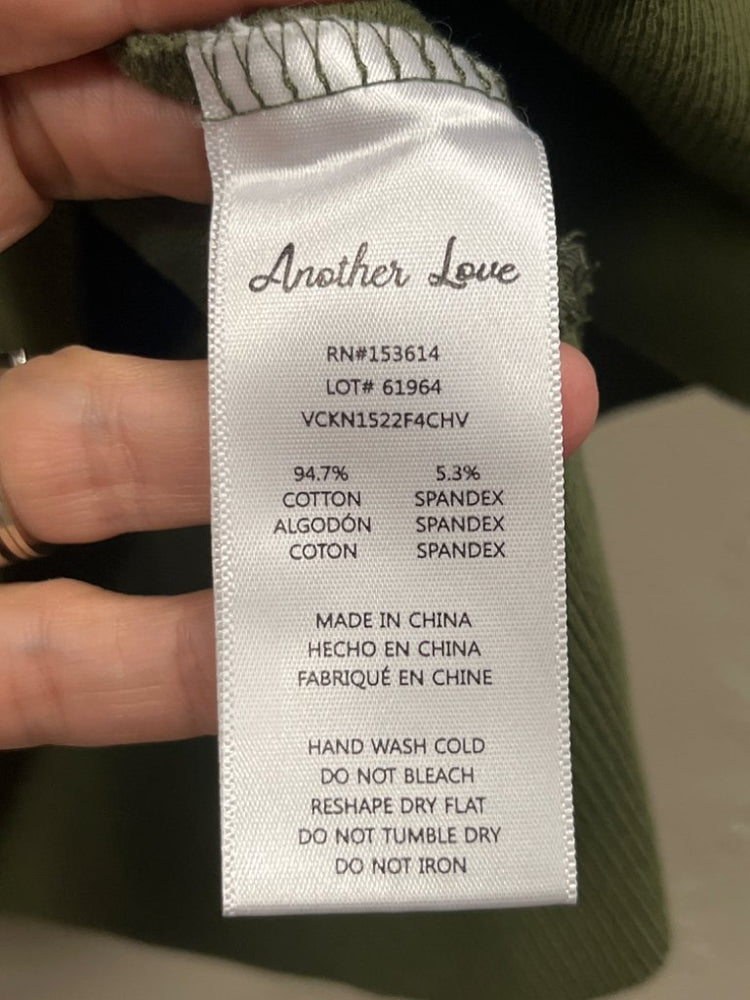 Another Love
RN#153614
LOT# 61964
VCKN1522F4CHV
94.7% 5.3%
COTTON SPANDEX
ALGODÓN SPANDEX
COTON SPANDEX
MADE IN CHINA
HECHO EN CHINA
FABRIQUÉ EN CHINE
HAND WASH COLD
DO NOT BLEACH
RESHAPE DRY FLAT
DO NOT TUMBLE DRY
DO NOT IRON